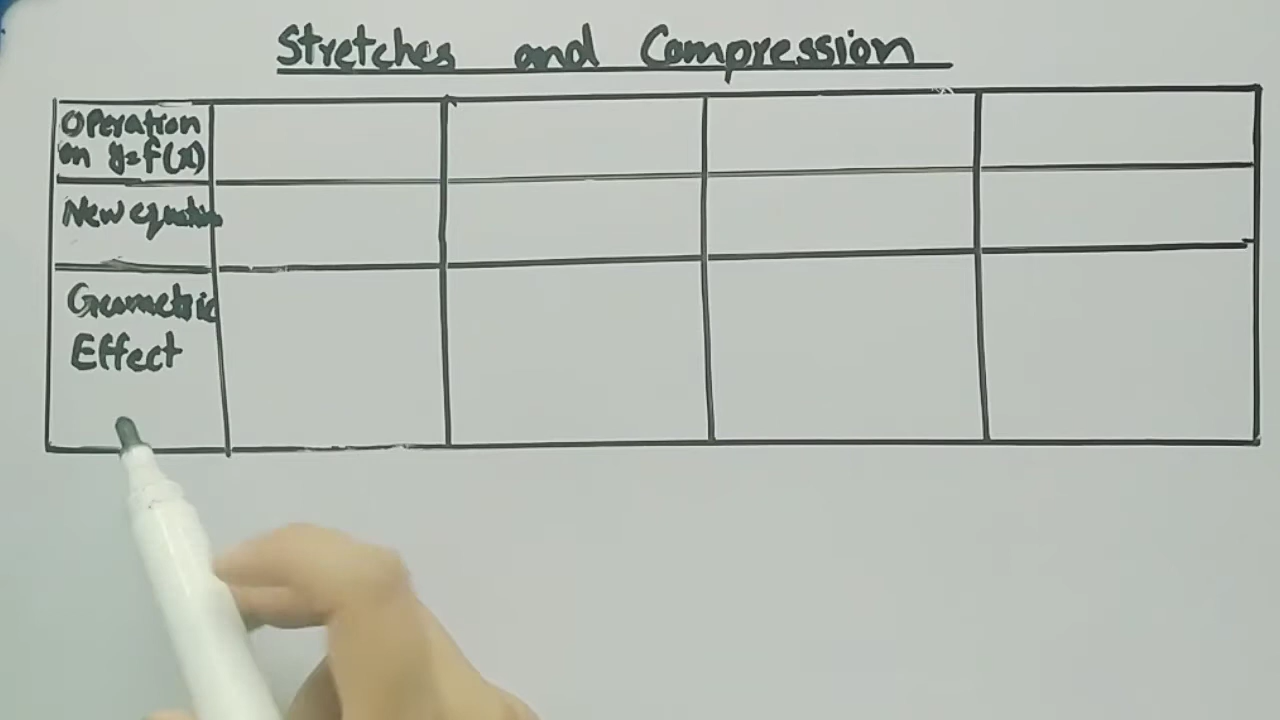 Stretches and Compression
Operation
on y=f(x)
New equation
Geometric
Effect